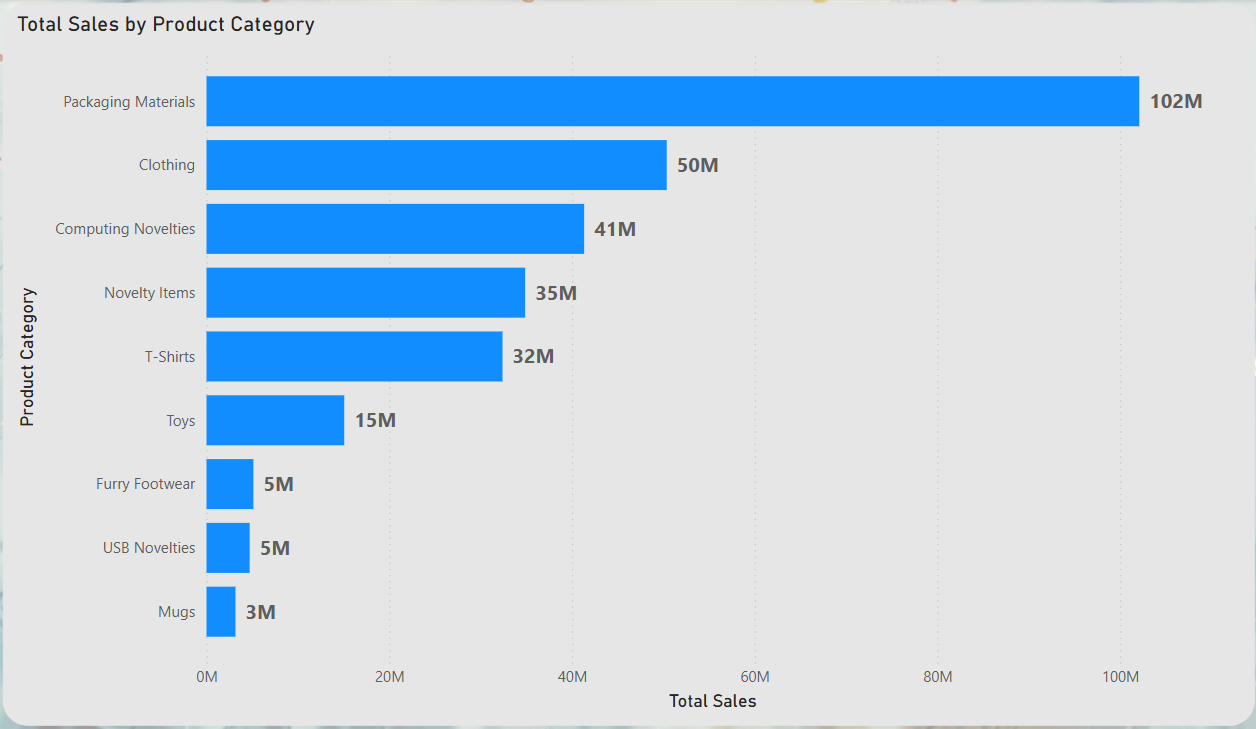 Total Sales by Product Category
Product Category
Packaging Materials 102M
Clothing 50M
Computing Novelties 41M
Novelty Items 35M
T-Shirts 32M
Toys 15M
Furry Footwear 5M
USB Novelties 5M
Mugs 3M
0M 20M 40M 60M 80M 100M
Total Sales